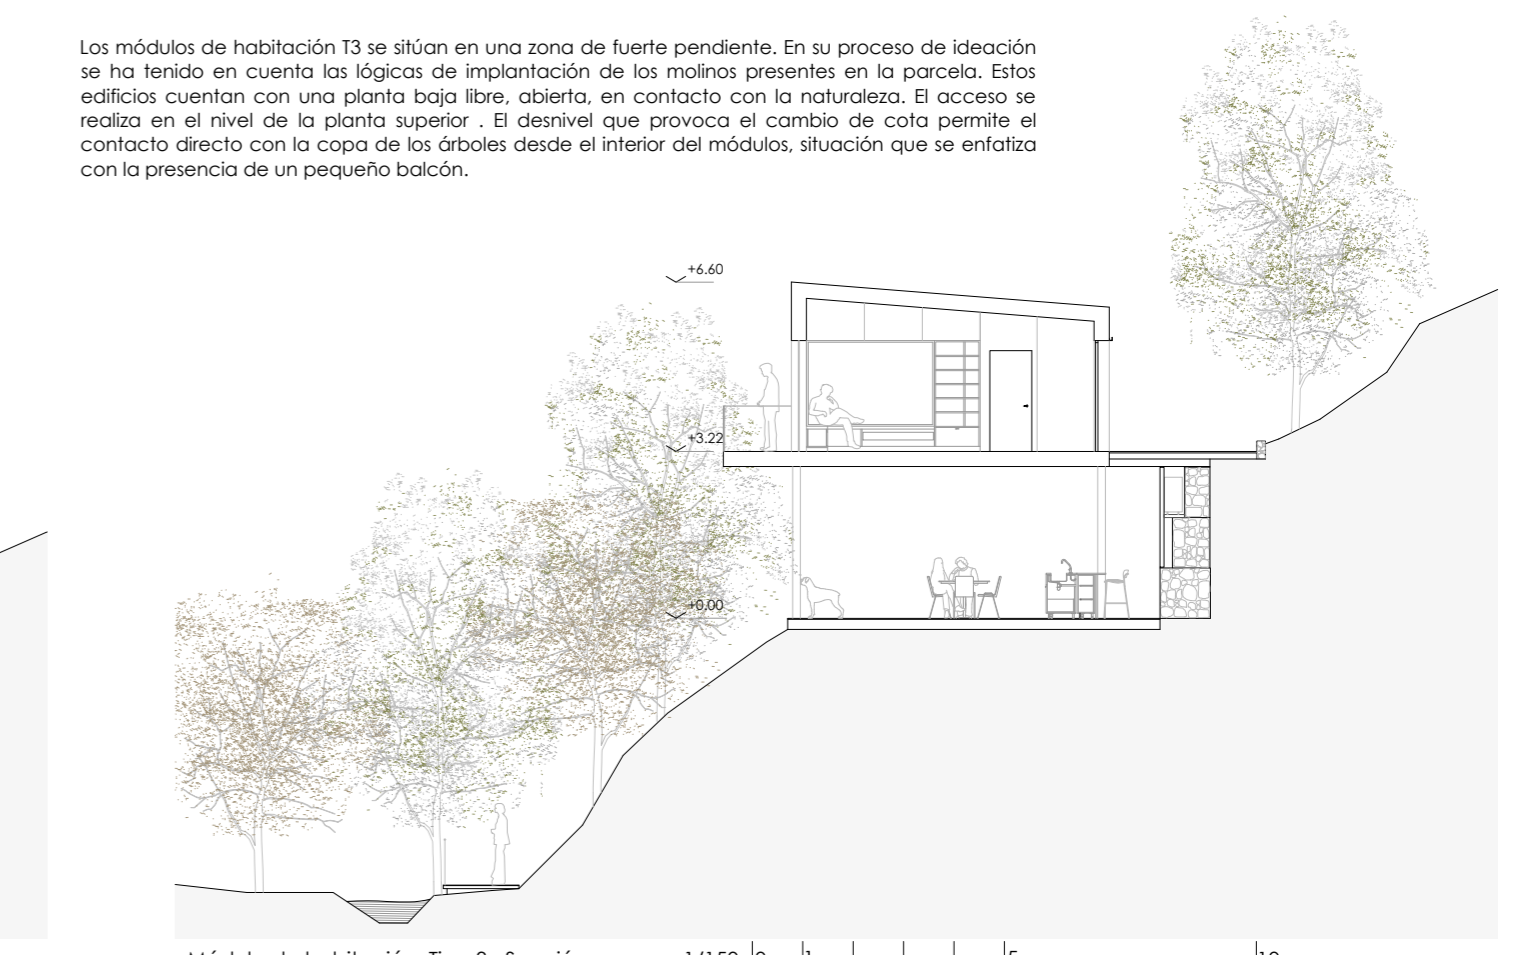 Los módulos de habitación T3 se sitúan en una zona de fuerte pendiente. En su proceso de ideación
se ha tenido en cuenta las lógicas de implantación de los molinos presentes en la parcela. Estos
edificios cuentan con una planta baja libre, abierta, en contacto con la naturaleza. El acceso se
realiza en el nivel de la planta superior . El desnivel que provoca el cambio de cota permite el
contacto directo con la copa de los árboles desde el interior del módulos, situación que se enfatiza
con la presencia de un pequeño balcón.
+6.60
+3.22
+0.00